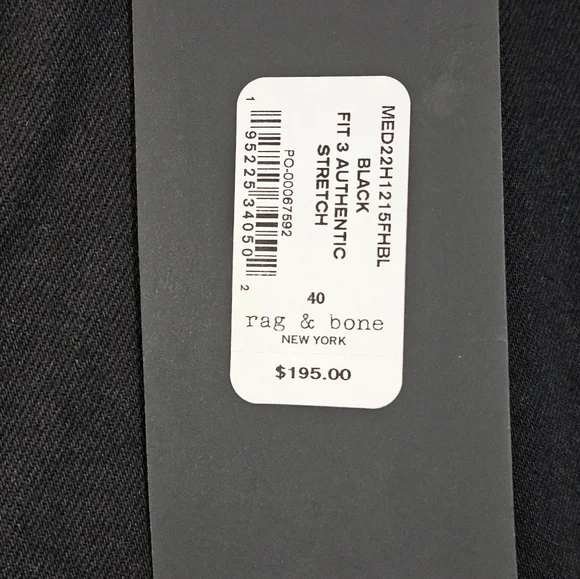 MED22H1215FHBL
BLACK
FIT 3 AUTHENTIC
STRETCH
PO-00067592
1 95225 34050 2
40
rag & bone
NEW YORK
$195.00